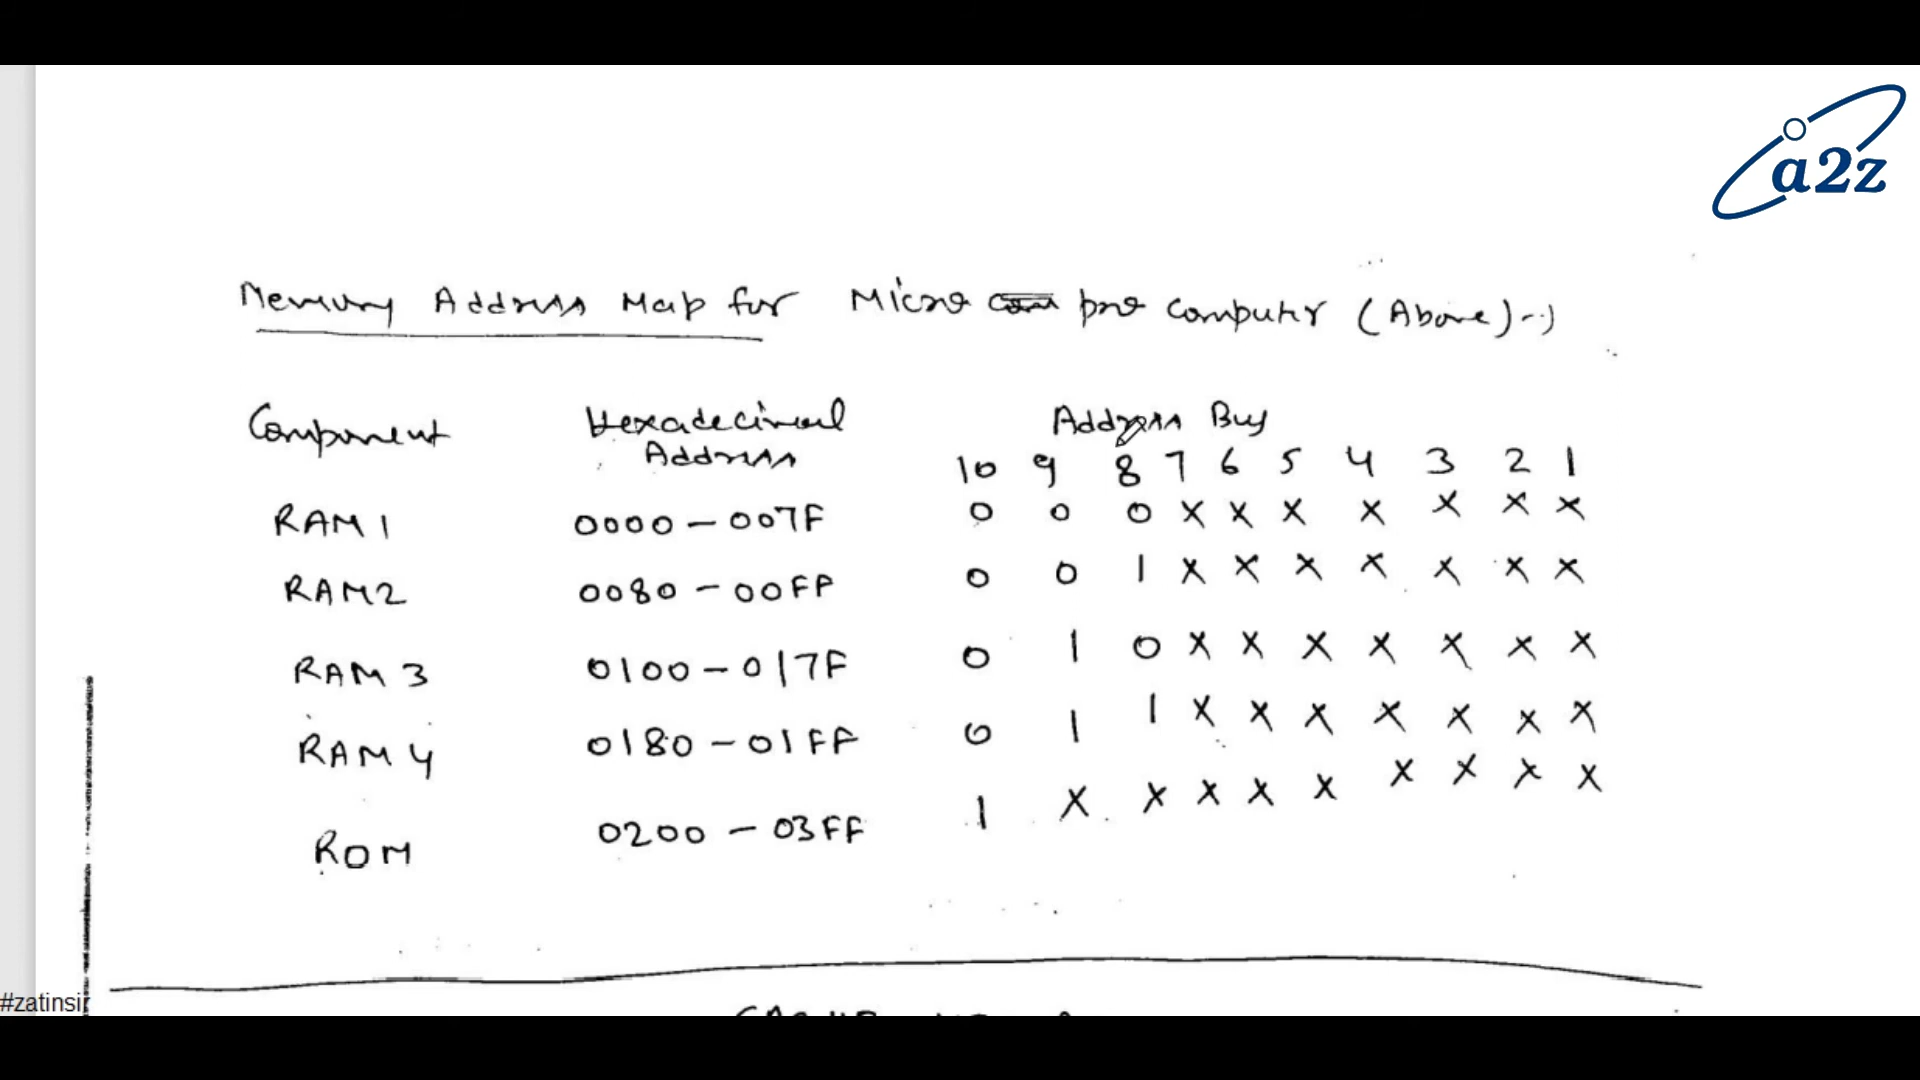 a2z
Memory Address Map for Micro pro computer (Above) :-)
Component Hexadecimal Address Bus
Address
10 9 8 7 6 5 4 3 2 1
RAM 1 0000 - 007F 0 0 0 x x x x x x x
RAM 2 0080 - 00FF 0 0 1 x x x x x x x
RAM 3 0100 - 017F 0 1 0 x x x x x x x
RAM 4 0180 - 01FF 0 1 1 x x x x x x x
ROM 0200 - 03FF 1 x x x x x x x x x
#zatinsir